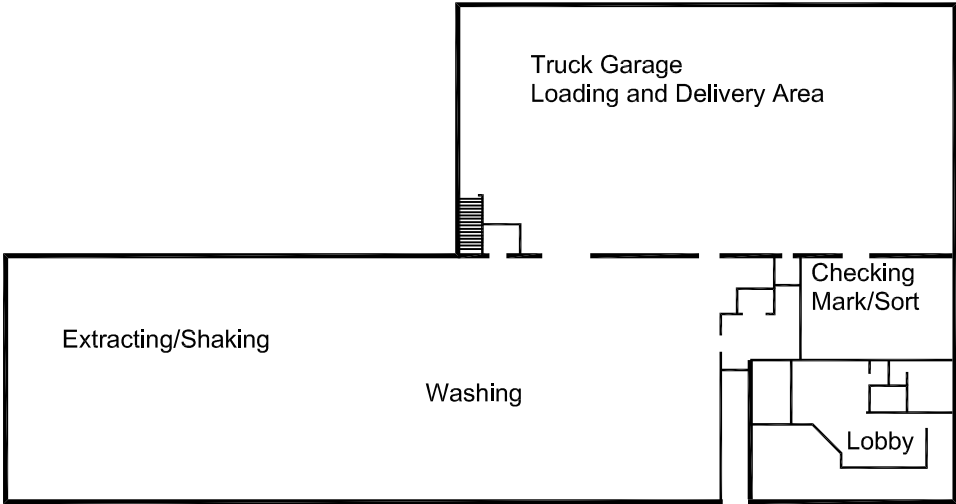 Truck Garage
Loading and Delivery Area
Checking
Mark/Sort
Extracting/Shaking
Washing
Lobby